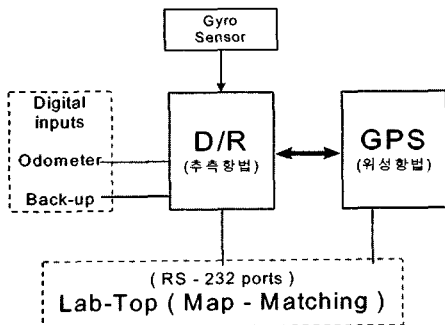 Gyro
Sensor
Digital
inputs
Odometer
Back-up
D/R
(추측항법)
GPS
(위성항법)
( RS - 232 ports )
Lab-Top ( Map - Matching )